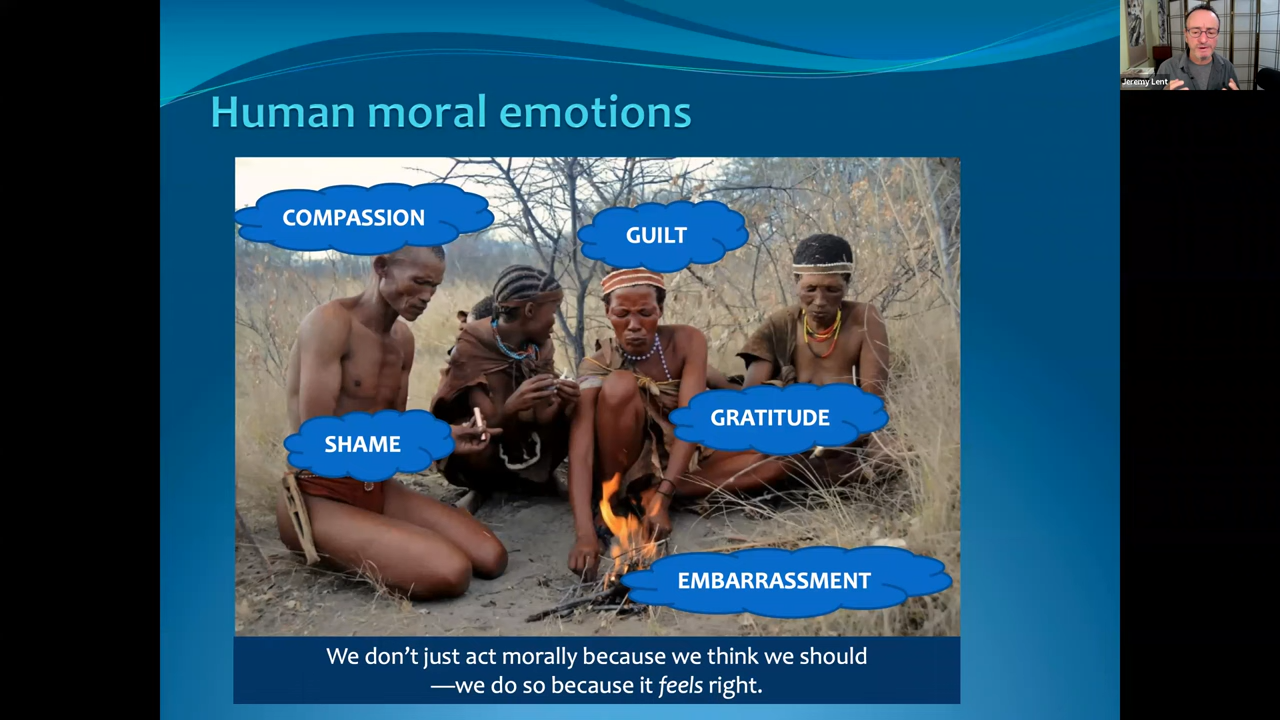 Jeremy Lent
Human moral emotions
COMPASSION
GUILT
GRATITUDE
SHAME
EMBARRASSMENT
We don’t just act morally because we think we should
—we do so because it feels right.